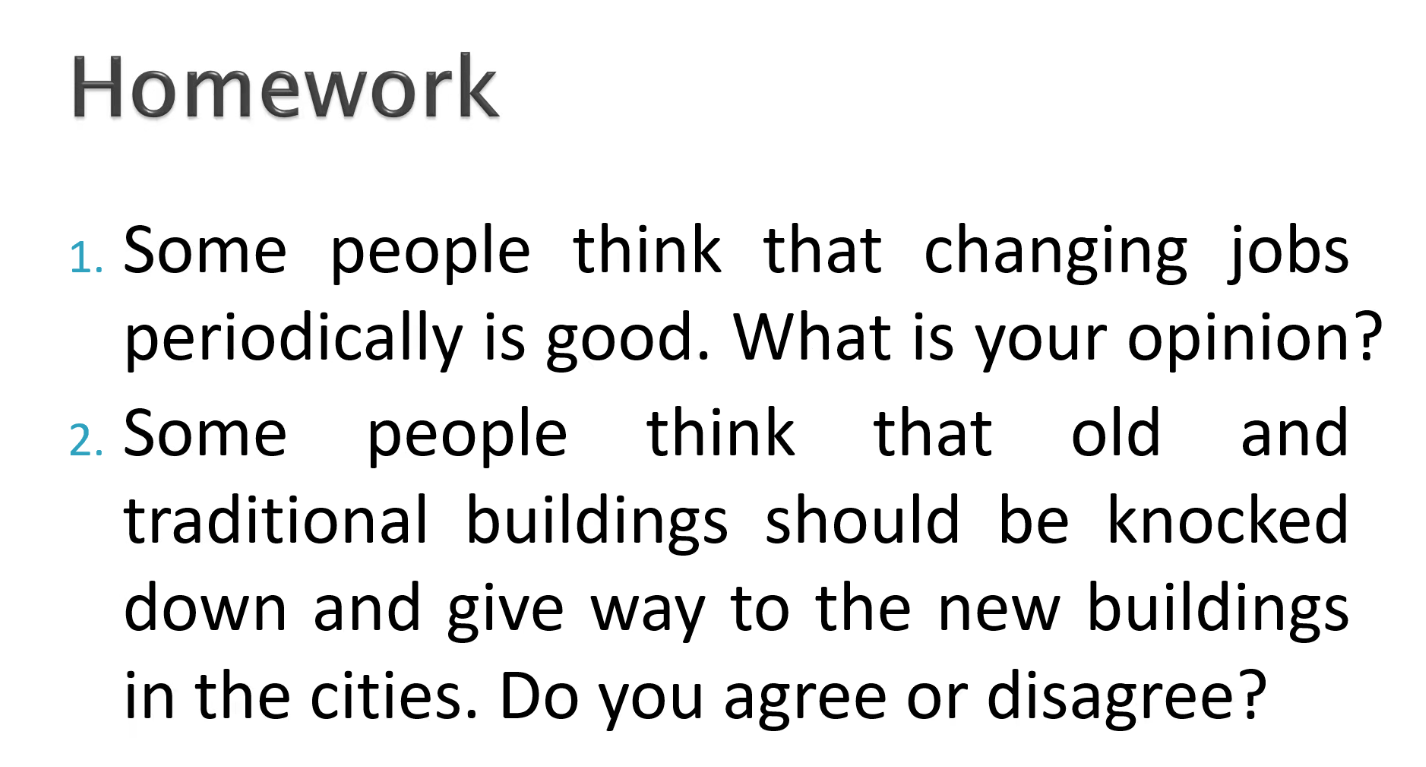 Homework
1. Some people think that changing jobs
periodically is good. What is your opinion?
2. Some people think that old and
traditional buildings should be knocked
down and give way to the new buildings
in the cities. Do you agree or disagree?